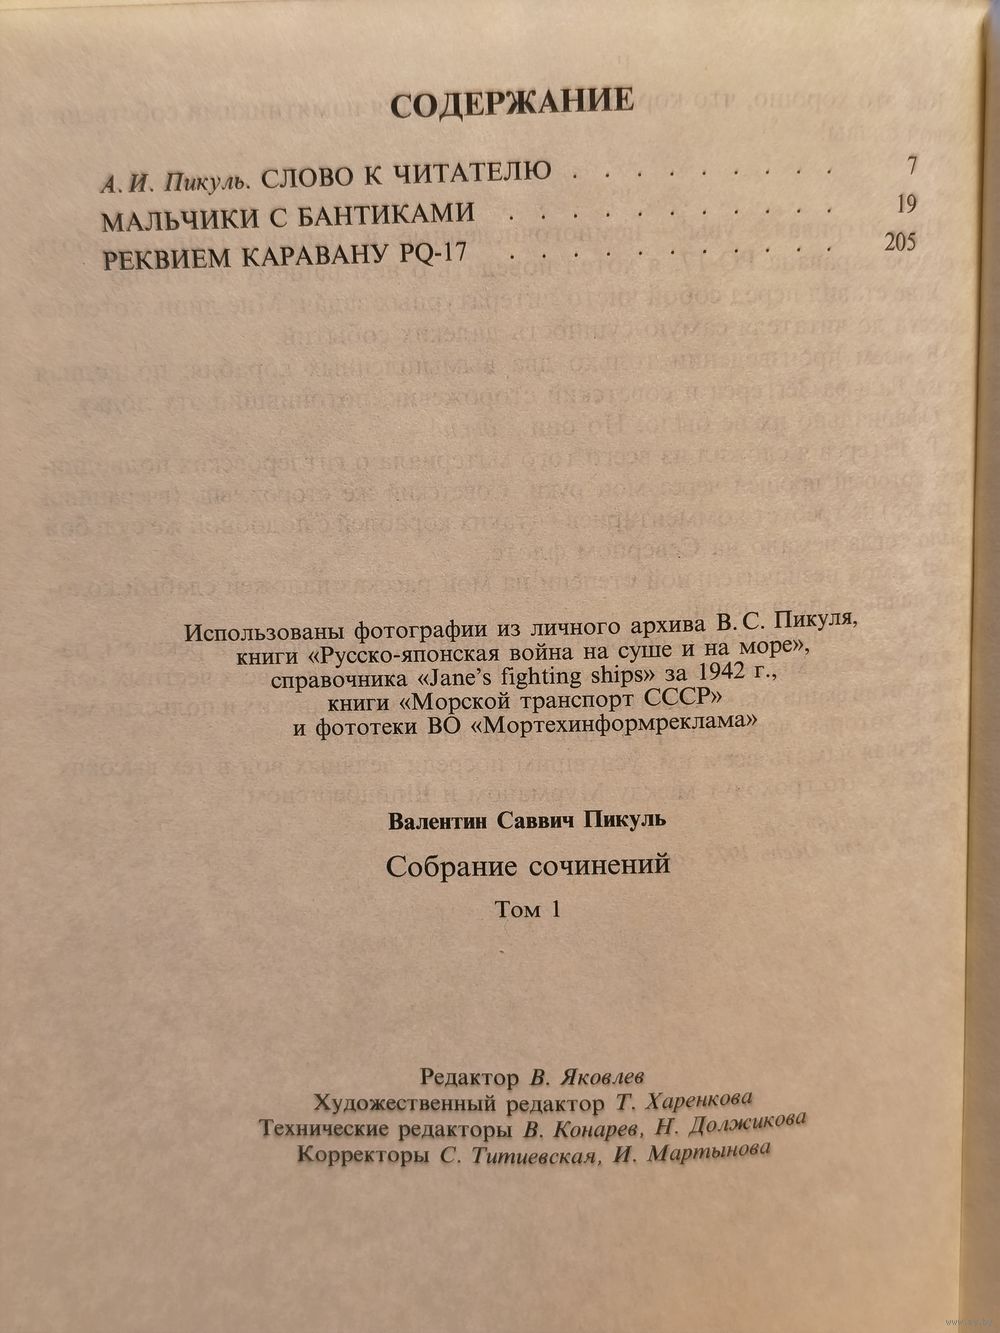 СОДЕРЖАНИЕ
А. И. Пикуль. СЛОВО К ЧИТАТЕЛЮ . . . . . . . . . 7
МАЛЬЧИКИ С БАНТИКАМИ . . . . . . . . . . . 19
РЕКВИЕМ КАРАВАНУ PQ-17 . . . . . . . . . . . 205
Использованы фотографии из личного архива В. С. Пикуля,
книги «Русско-японская война на суше и на море»,
справочника «Jane's fighting ships» за 1942 г.,
книги «Морской транспорт СССР»
и фототеки ВО «Мортехинформреклама»
Валентин Саввич Пикуль
Собрание сочинений
Том 1
Редактор В. Яковлев
Художественный редактор Т. Харенкова
Технические редакторы В. Конарев, Н. Должикова
Корректоры С. Титиевская, И. Мартынова